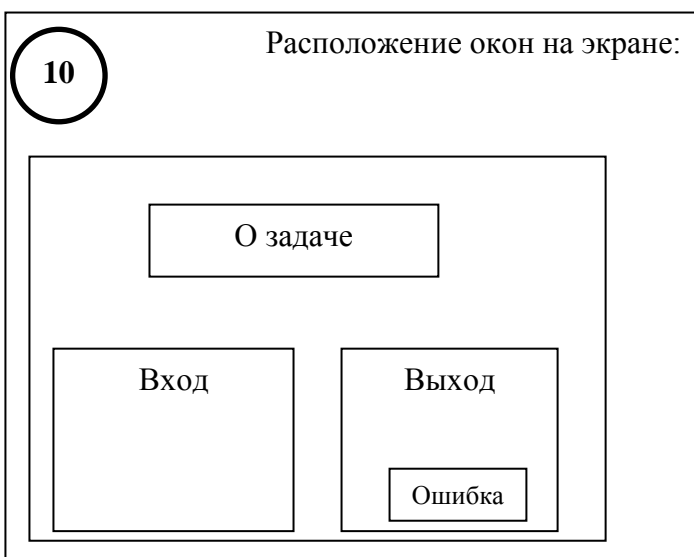 10
Расположение окон на экране:
О задаче
Вход
Выход
Ошибка